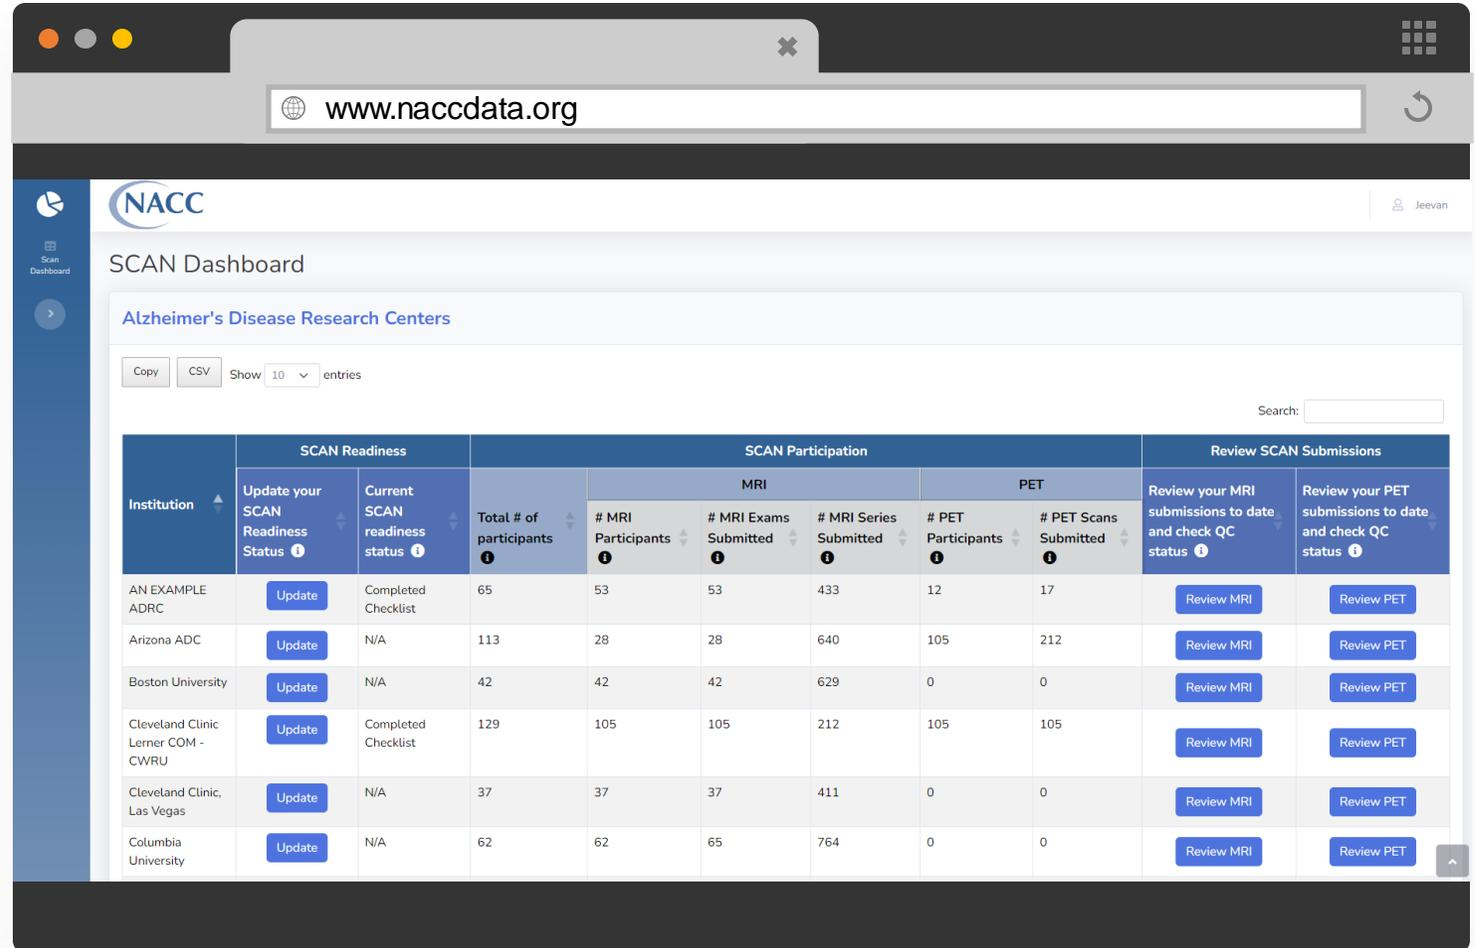 www.naccdata.org
NACC
Jeevan
Scan
Dashboard
SCAN Dashboard
Alzheimer's Disease Research Centers
Copy CSV Show 10 entries
Search:
SCAN Readiness SCAN Participation Review SCAN Submissions
MRI PET
Institution
Update your
SCAN
Readiness
Status
Current
SCAN
readiness
status
Total # of
participants
# MRI
Participants
# MRI Exams
Submitted
# MRI Series
Submitted
# PET
Participants
# PET Scans
Submitted
Review your MRI
submissions to date
and check QC
status
Review your PET
submissions to date
and check QC
status
AN EXAMPLE
ADRC
Update
Completed
Checklist
65 53 53 433 12 17 Review MRI Review PET
Arizona ADC Update N/A 113 28 28 640 105 212 Review MRI Review PET
Boston University Update N/A 42 42 42 629 0 0 Review MRI Review PET
Cleveland Clinic
Lerner COM -
CWRU
Update
Completed
Checklist
129 105 105 212 105 105 Review MRI Review PET
Cleveland Clinic,
Las Vegas
Update N/A 37 37 37 411 0 0 Review MRI Review PET
Columbia
University
Update N/A 62 62 65 764 0 0 Review MRI Review PET